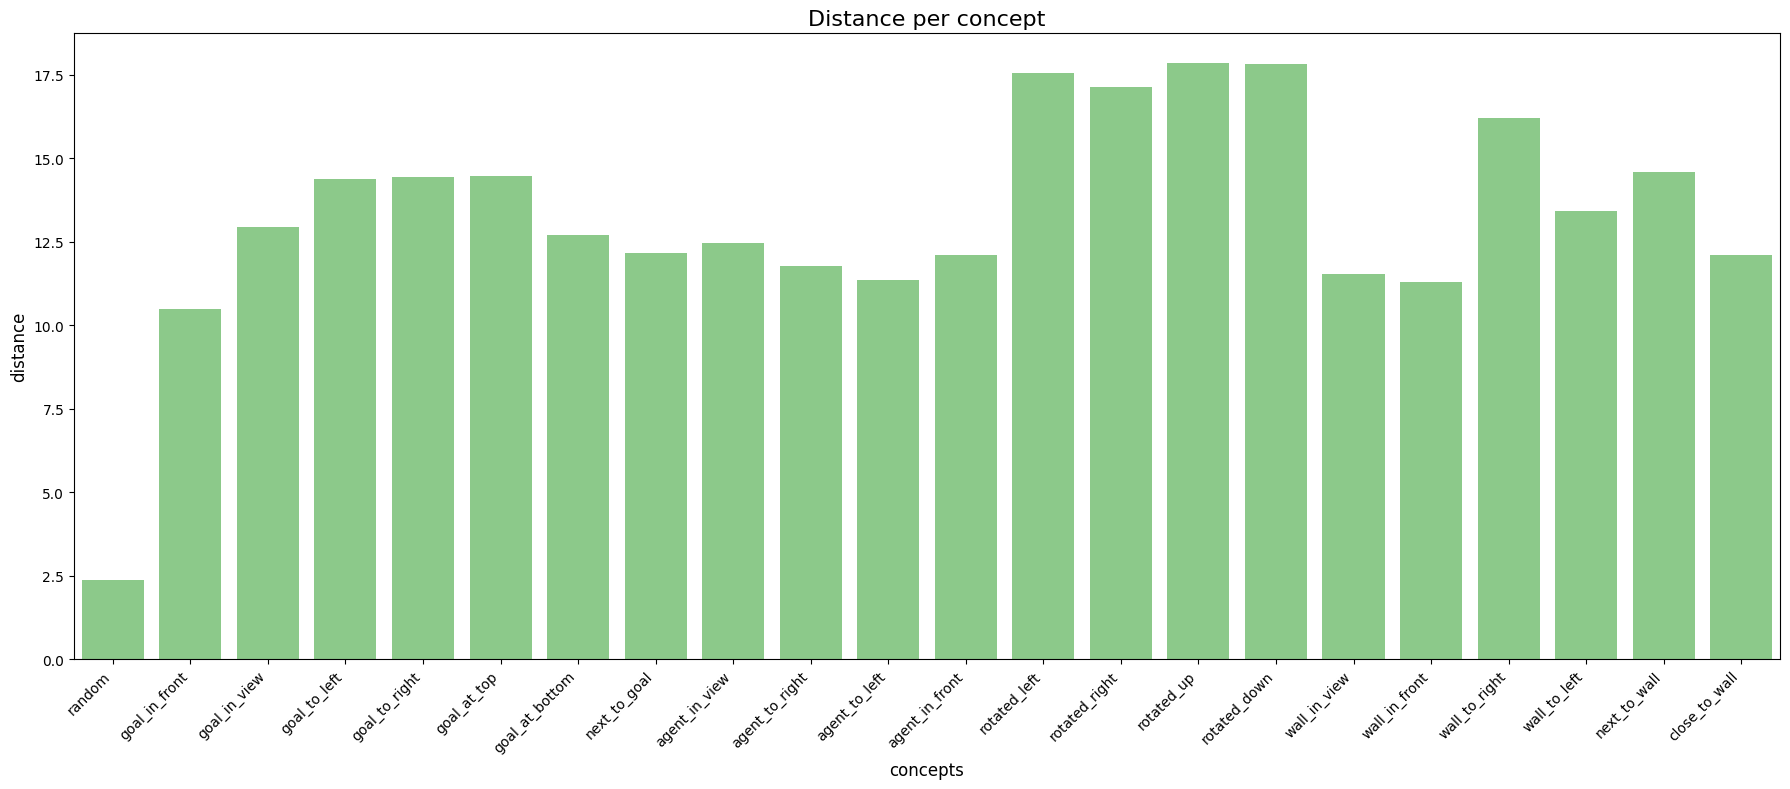 Distance per concept
distance
17.5
15.0
12.5
10.0
7.5
5.0
2.5
0.0
random
goal_in_front
goal_in_view
goal_to_left
goal_to_right
goal_at_top
goal_at_bottom
next_to_goal
agent_in_view
agent_to_right
agent_to_left
agent_in_front
rotated_left
rotated_right
rotated_up
rotated_down
wall_in_view
wall_in_front
wall_to_right
wall_to_left
next_to_wall
close_to_wall
concepts